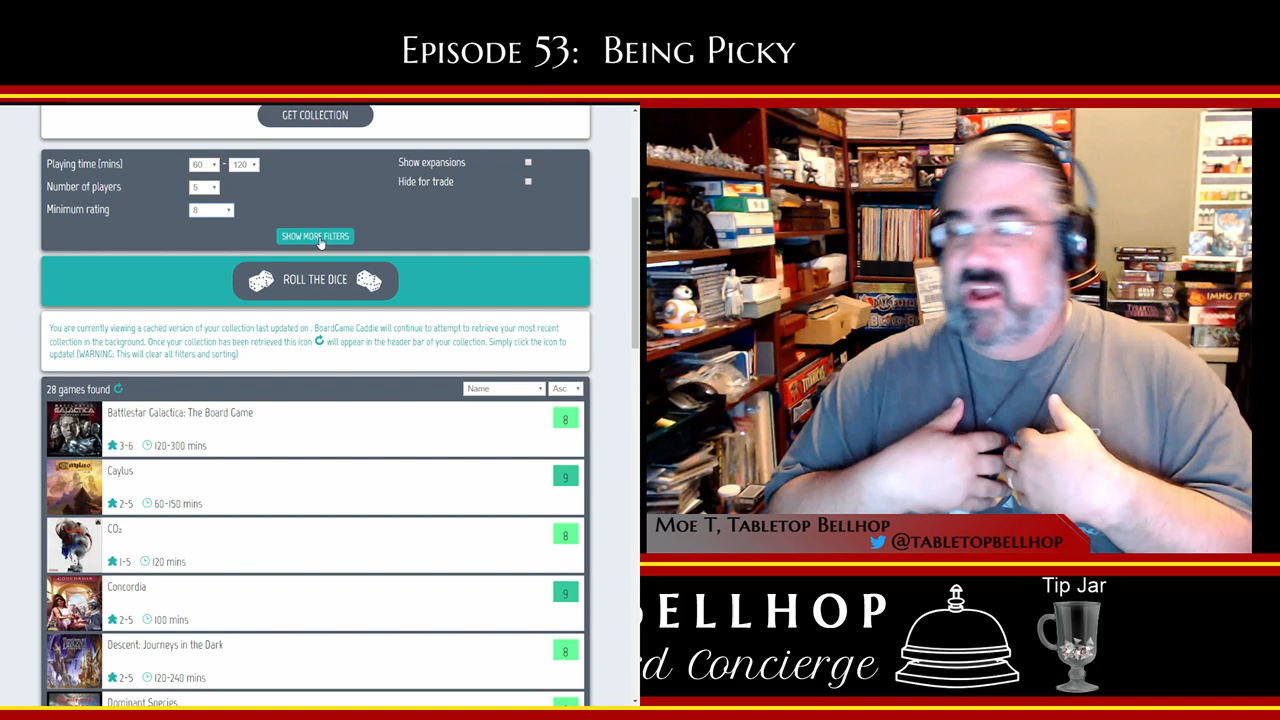 Episode 53: Being Picky
GET COLLECTION
Playing time [mins]
60 - 120
Show expansions
Number of players
5
Hide for trade
Minimum rating
8
SHOW MORE FILTERS
ROLL THE DICE
You are currently viewing a cached version of your collection last updated on . BoardGame Caddie will continue to attempt to retrieve your most recent
collection in the background. Once your collection has been retrieved this icon will appear in the header bar of your collection. Simply click the icon to
update! [WARNING: This will clear all filters and sorting]
28 games found
Name
Asc
Battlestar Galactica: The Board Game
8
3-6 120-300 mins
Caylus
9
2-5 60-150 mins
CO₂
8
1-5 120 mins
Concordia
9
2-5 100 mins
Descent: Journeys in the Dark
8
2-5 120-240 mins
Dominant Species
GALACTICA
CONCORDIA
DESCENT
Moe T, Tabletop Bellhop
@tabletopbellhop
BELLHOP
rd Concierge
Tip Jar